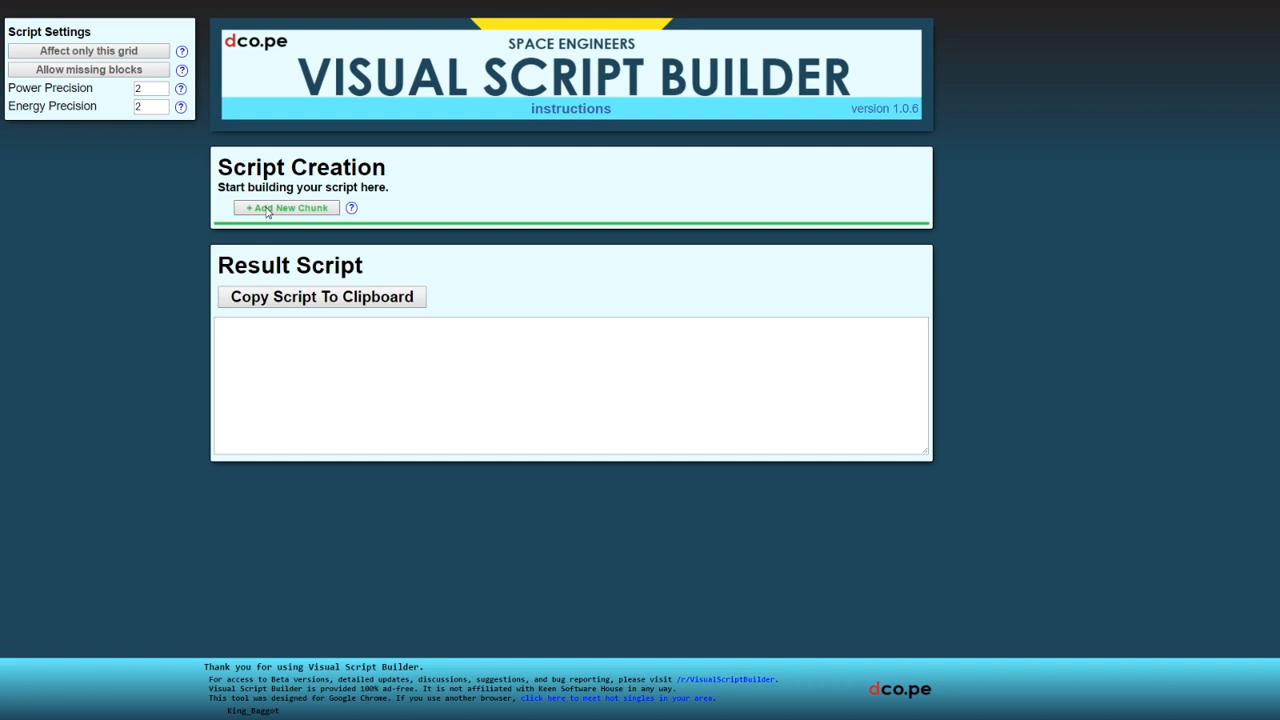 Script Settings
Affect only this grid ?
Allow missing blocks ?
Power Precision 2 ?
Energy Precision 2 ?
dco.pe
SPACE ENGINEERS
VISUAL SCRIPT BUILDER
instructions
version 1.0.6
Script Creation
Start building your script here.
+ Add New Chunk ?
Result Script
Copy Script To Clipboard
Thank you for using Visual Script Builder.
For access to Beta versions, detailed updates, discussions, suggestions, and bug reporting, please visit /r/VisualScriptBuilder.
Visual Script Builder is provided 100% ad-free. It is not affiliated with Keen Software House in any way.
This tool was designed for Google Chrome. If you use another browser, click here to meet hot singles in your area.
King_Baggot
dco.pe